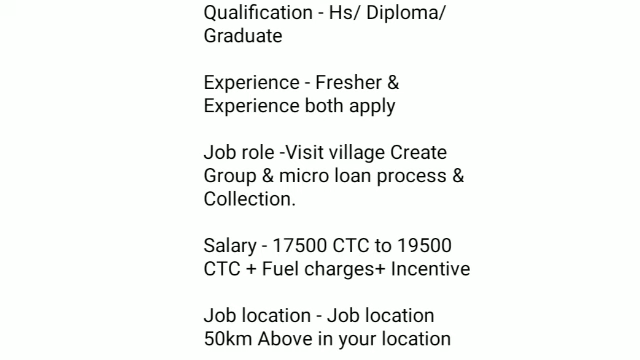 Qualification - Hs/ Diploma/
Graduate
Experience - Fresher &
Experience both apply
Job role -Visit village Create
Group & micro loan process &
Collection.
Salary - 17500 CTC to 19500
CTC + Fuel charges+ Incentive
Job location - Job location
50km Above in your location